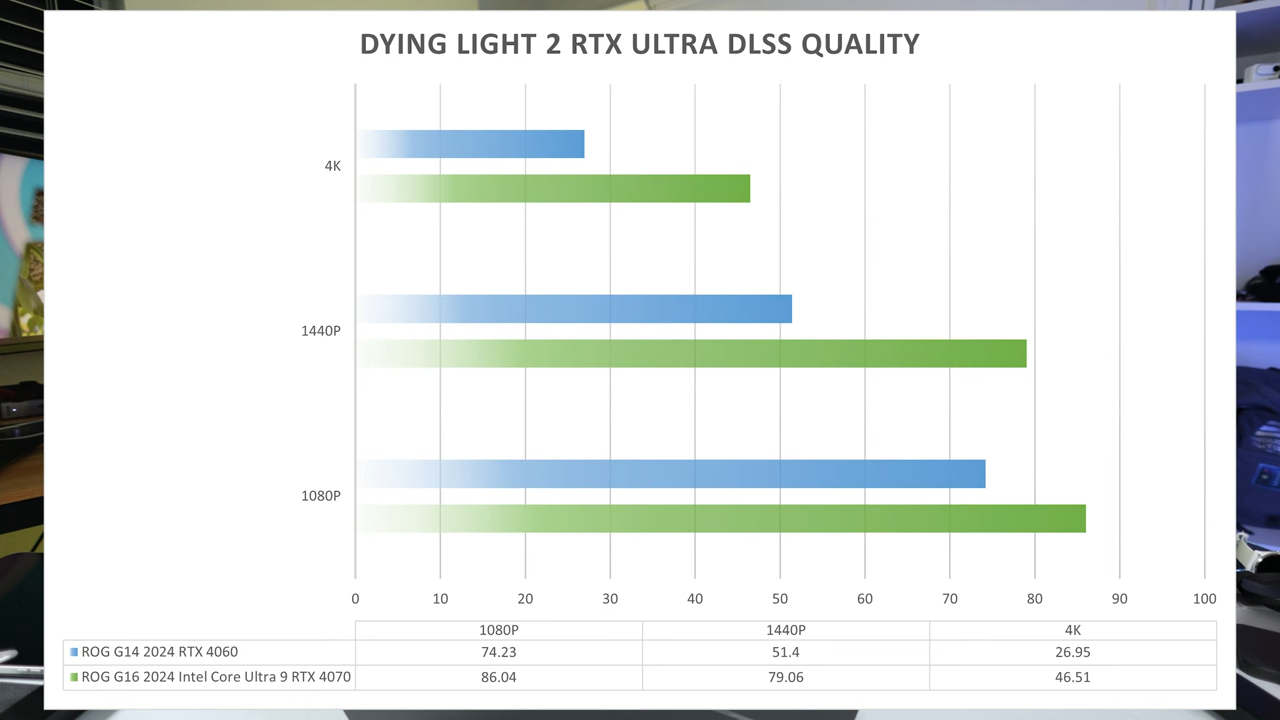 DYING LIGHT 2 RTX ULTRA DLSS QUALITY
4K
1440P
1080P
0 10 20 30 40 50 60 70 80 90 100
1080P 1440P 4K
ROG G14 2024 RTX 4060 74.23 51.4 26.95
ROG G16 2024 Intel Core Ultra 9 RTX 4070 86.04 79.06 46.51